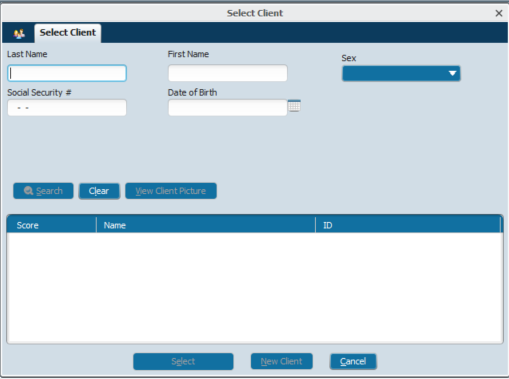 Select Client
Select Client
Last Name First Name Sex
Social Security # Date of Birth
- -
Search Clear View Client Picture
Score Name ID
Select New Client Cancel